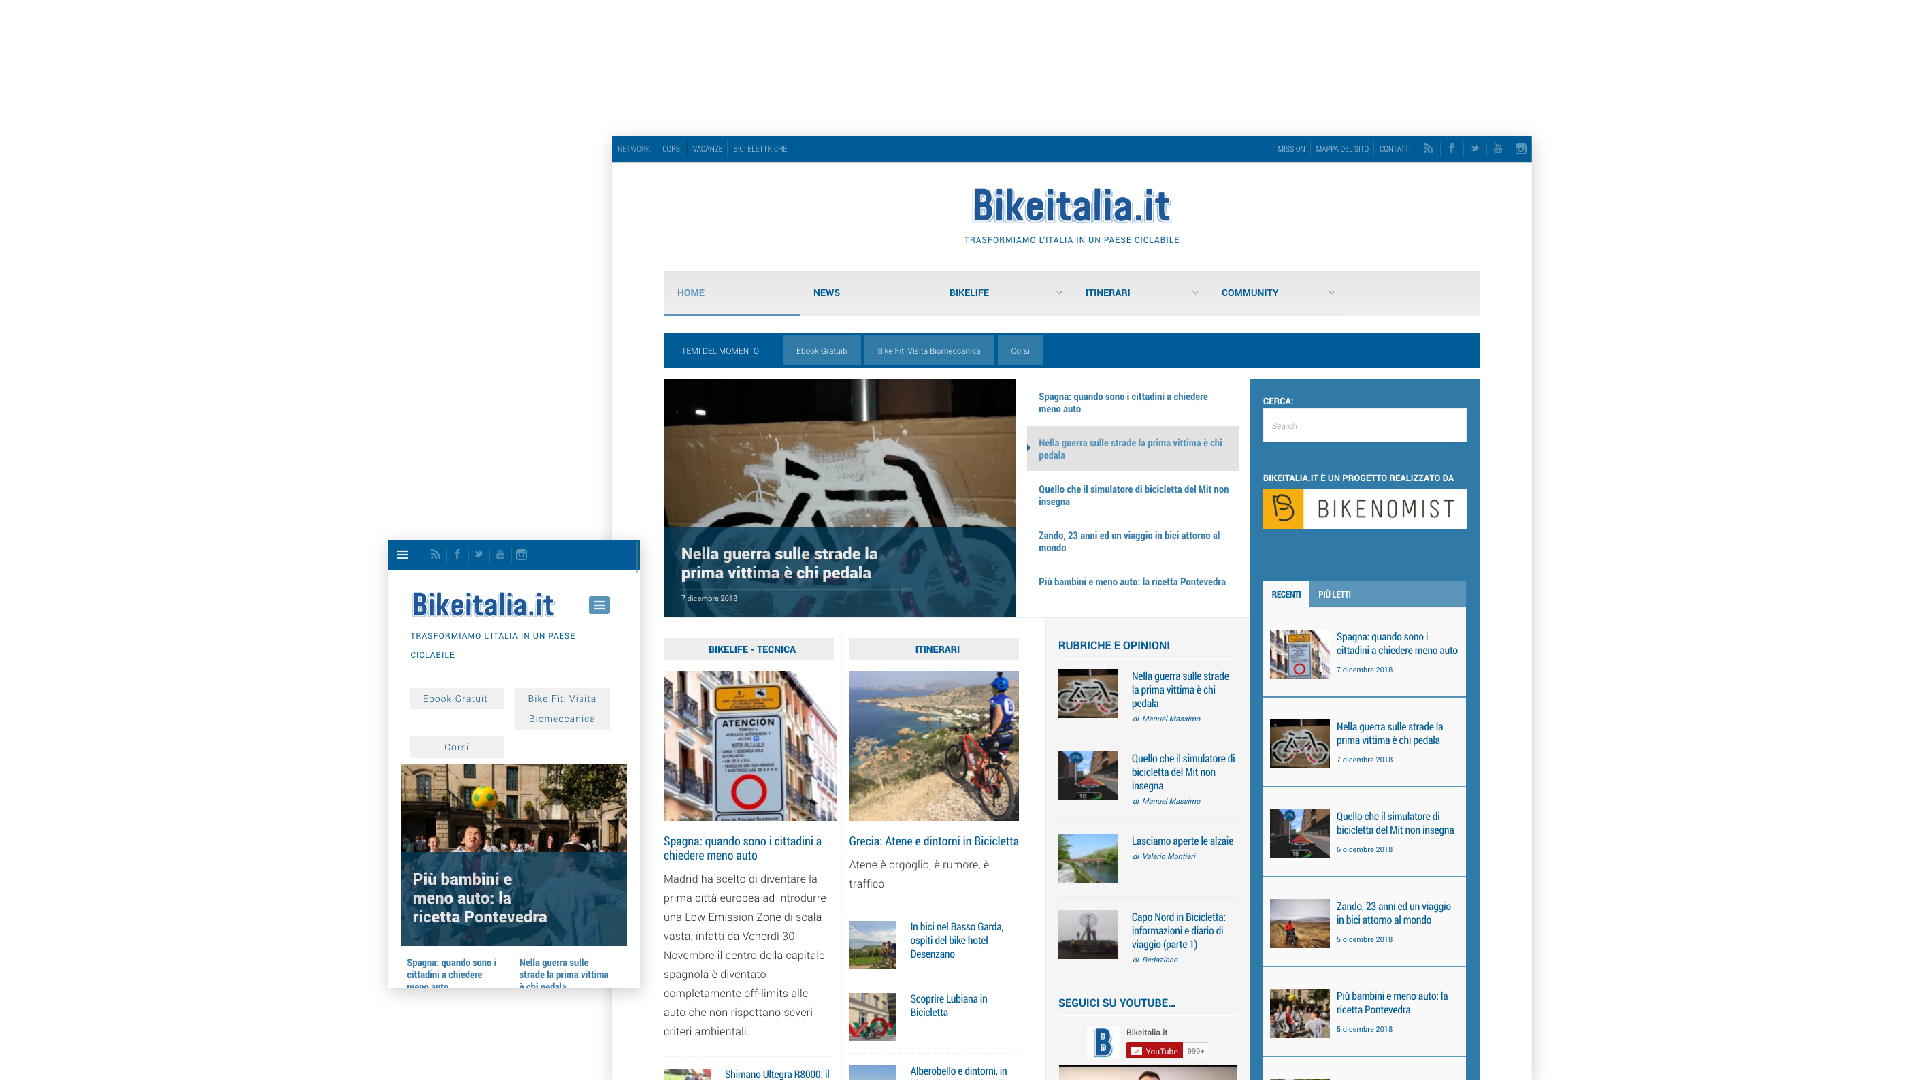 NETWORK CORSI VACANZE BICI ELETTRICHE
MISSION MAPPA DEL SITO CONTATTI
Bikeitalia.it
TRASFORMIAMO L'ITALIA IN UN PAESE CICLABILE
HOME NEWS BIKELIFE ITINERARI COMMUNITY
TEMI DEL MOMENTO Ebook Gratuiti Bike Fit: Visita Biomeccanica Corsi
Nella guerra sulle strade la
prima vittima è chi pedala
7 dicembre 2018
Spagna: quando sono i cittadini a chiedere
meno auto
Nella guerra sulle strade la prima vittima è chi
pedala
Quello che il simulatore di bicicletta del Mit non
insegna
Zando, 23 anni ed un viaggio in bici attorno al
mondo
Più bambini e meno auto: la ricetta Pontevedra
CERCA:
Search
BIKEITALIA.IT È UN PROGETTO REALIZZATO DA
BIKENOMIST
RECENTI PIÙ LETTI
Spagna: quando sono i
cittadini a chiedere meno auto
7 dicembre 2018
Nella guerra sulle strade la
prima vittima è chi pedala
7 dicembre 2018
Quello che il simulatore di
bicicletta del Mit non insegna
6 dicembre 2018
Zando, 23 anni ed un viaggio
in bici attorno al mondo
5 dicembre 2018
Più bambini e meno auto: la
ricetta Pontevedra
5 dicembre 2018
BIKELIFE - TECNICA
ATENCIÓN
Spagna: quando sono i cittadini a
chiedere meno auto
Madrid ha scelto di diventare la
prima città europea ad introdurre
una Low Emission Zone di scala
vasta, infatti da Venerdì 30
Novembre il centro della capitale
spagnola è diventato
completamente off-limits alle
auto che non rispettano severi
criteri ambientali.
Shimano Ultegra R8000: il
ITINERARI
Grecia: Atene e dintorni in Bicicletta
Atene è orgoglio, è rumore, è
traffico
In bici nel Basso Garda,
ospiti del bike hotel
Desenzano
Scoprire Lubiana in
Bicicletta
Alberobello e dintorni, in
RUBRICHE E OPINIONI
Nella guerra sulle strade
la prima vittima è chi
pedala
di Manuel Massimo
Quello che il simulatore di
bicicletta del Mit non
insegna
di Manuel Massimo
Lasciamo aperte le alzaie
di Valerio Montieri
Capo Nord in Bicicletta:
informazioni e diario di
viaggio (parte 1)
di Redazione
SEGUICI SU YOUTUBE...
Bikeitalia.it
YouTube 999+
Bikeitalia.it
TRASFORMIAMO L'ITALIA IN UN PAESE
CICLABILE
Ebook Gratuiti
Bike Fit: Visita
Biomeccanica
Corsi
Più bambini e
meno auto: la
ricetta Pontevedra
Spagna: quando sono i
cittadini a chiedere
meno auto
Nella guerra sulle
strade la prima vittima
è chi pedala